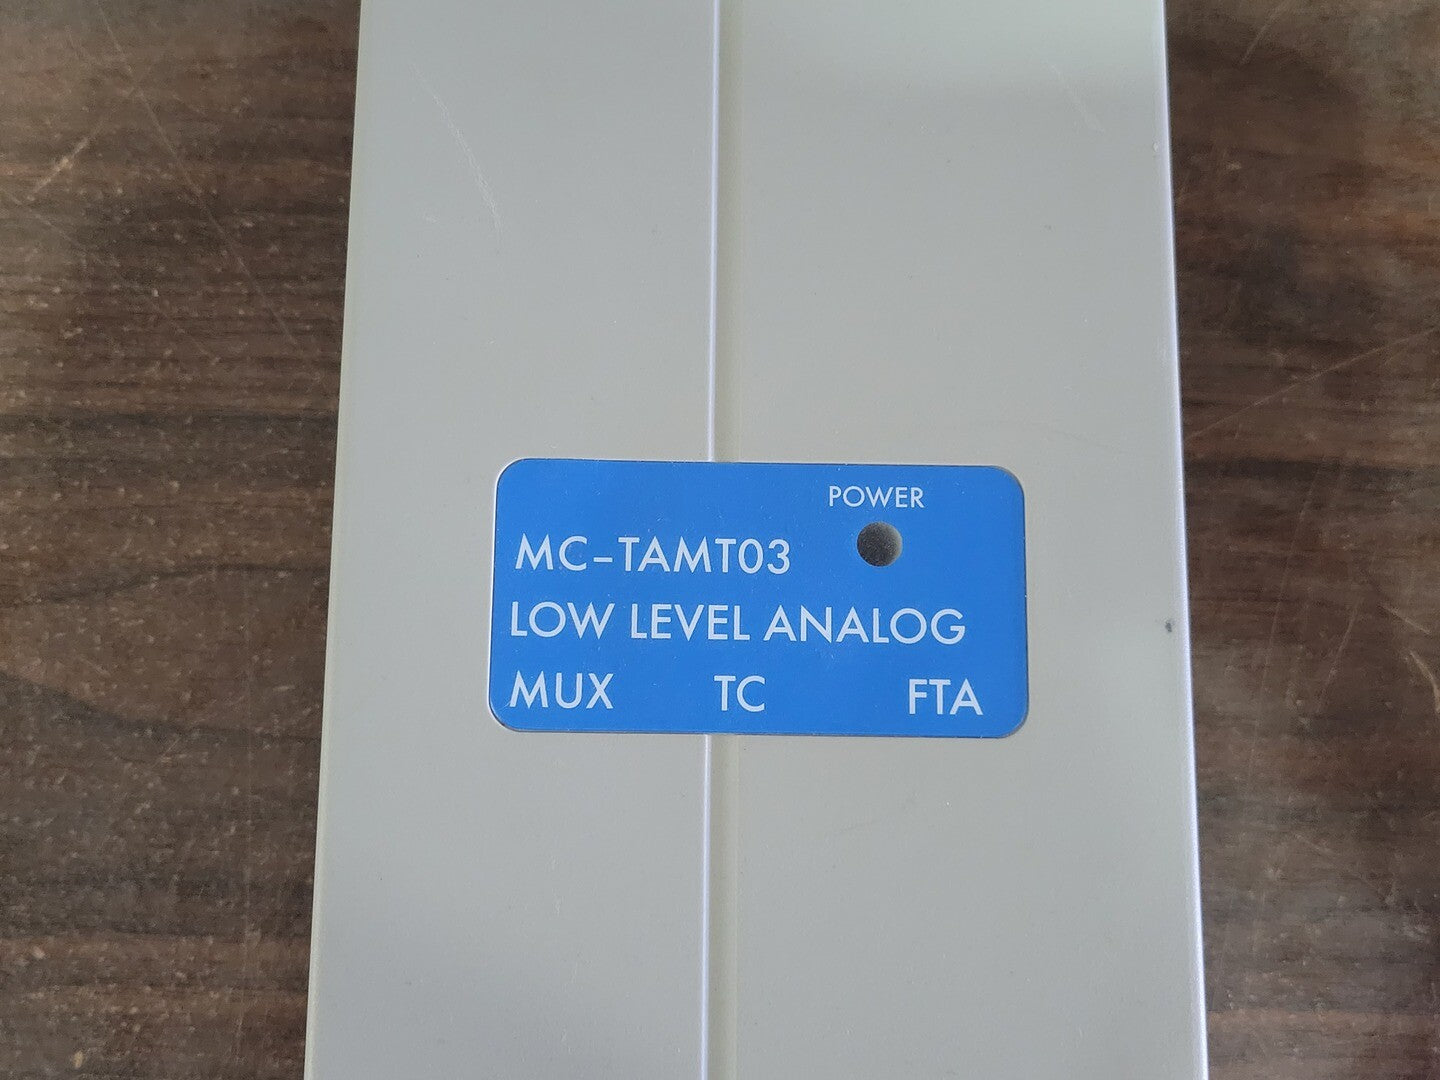 POWER
MC-TAMT03
LOW LEVEL ANALOG
MUX TC FTA